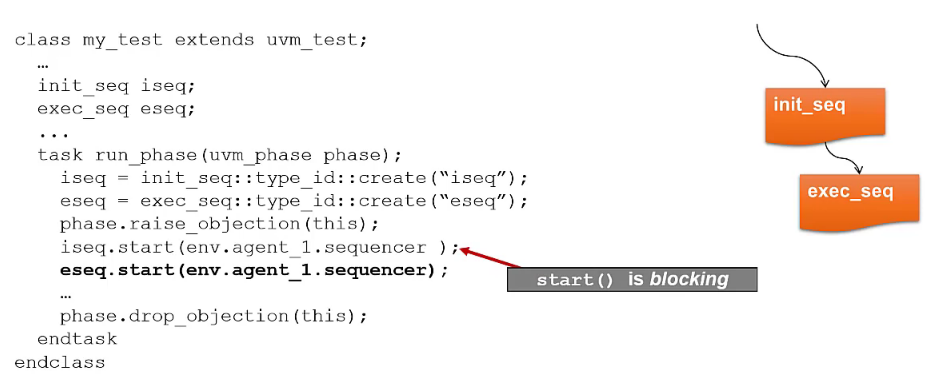 class my_test extends uvm_test;
…
init_seq iseq;
exec_seq eseq;
...
task run_phase(uvm_phase phase);
iseq = init_seq::type_id::create(“iseq”);
eseq = exec_seq::type_id::create(“eseq”);
phase.raise_objection(this);
iseq.start(env.agent_1.sequencer );
eseq.start(env.agent_1.sequencer);
…
phase.drop_objection(this);
endtask
endclass
start() is blocking
init_seq
exec_seq